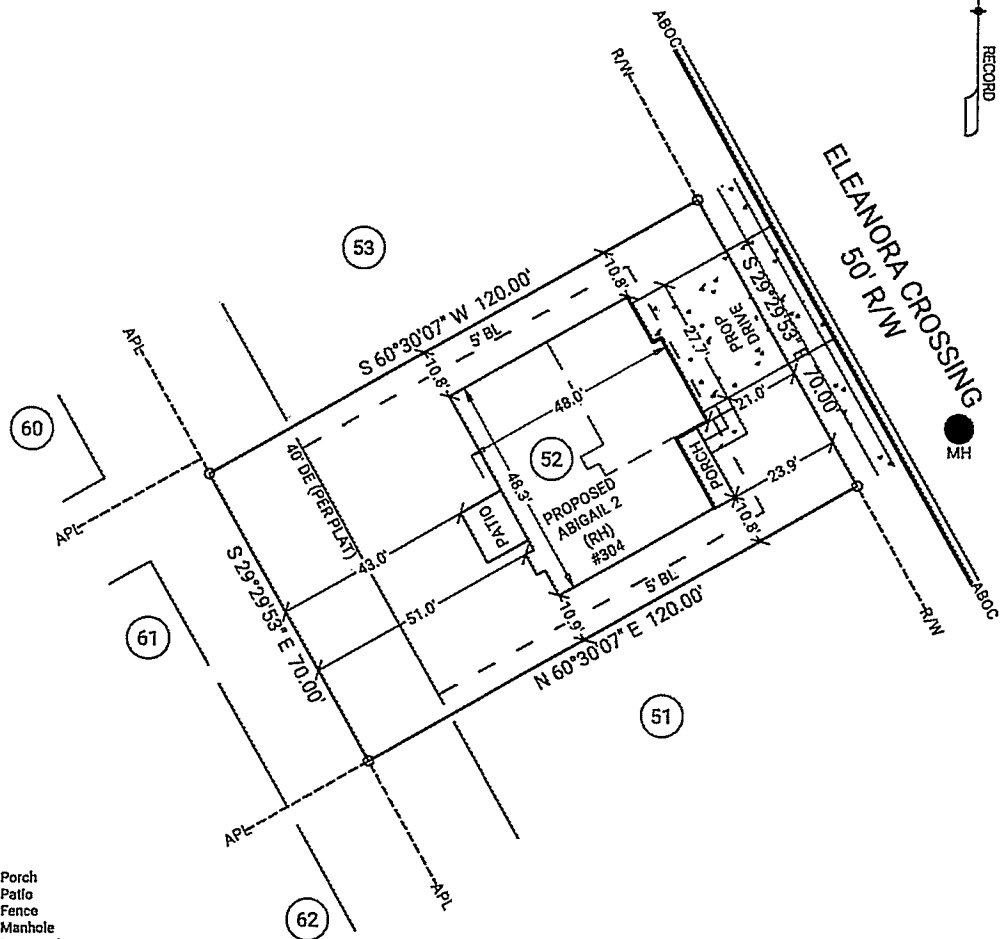 RECORD
ABOC
R/W
ELEANORA CROSSING
50' R/W
MH
53
S 60°30'07" W 120.00'
5' BL
10.8'
10.8'
S 29°29'53" E 70.00'
PROP
DRIVE
27.7'
21.0'
23.9'
PORCH
10.8'
APL
60
APL
40' DE (PER PLAT)
48.0'
52
48.3'
PROPOSED
ABIGAIL 2
(RH)
#304
PATIO
43.0'
51.0'
S 29°29'53" E 70.00'
61
10.9'
5' BL
N 60°30'07" E 120.00'
ABOC
R/W
51
APL
APL
62
Porch
Patio
Fence
Manhole